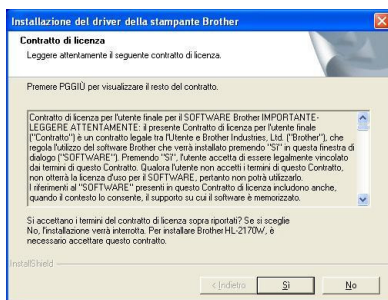 Installazione del driver della stampante Brother
Contratto di licenza
Leggere attentamente il seguente contratto di licenza.
Premere PGGIÙ per visualizzare il resto del contratto.
Contratto di licenza per l'utente finale per il SOFTWARE Brother IMPORTANTE-
LEGGERE ATTENTAMENTE: il presente Contratto di licenza per l'utente finale
("Contratto") è un contratto legale tra l'Utente e Brother Industries, Ltd. ("Brother"), che
regola l'utilizzo del software Brother che verrà installato premendo "Sì" in questa finestra di
dialogo ("SOFTWARE"). Premendo "Sì", l'utente accetta di essere legalmente vincolato
dai termini di questo Contratto. Qualora l'utente non accetti i termini di questo Contratto,
non otterrà la licenza d'uso per il SOFTWARE, pertanto non potrà utilizzarlo.
I riferimenti al "SOFTWARE" presenti in questo Contratto di licenza includono anche,
quando il contesto lo consente, il supporto su cui il software è memorizzato.
Si accettano i termini del contratto di licenza sopra riportati? Se si sceglie
No, l'installazione verrà interrotta. Per installare Brother HL-2170W, è
necessario accettare questo contratto.
InstallShield
< Indietro
Sì
No